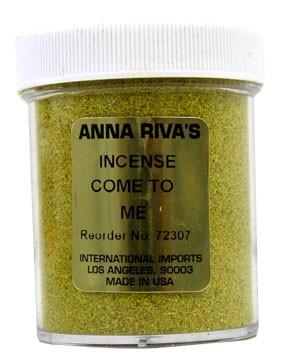 ANNA RIVA'S
INCENSE
COME TO
ME
Reorder No. 72307
INTERNATIONAL IMPORTS
LOS ANGELES, 90003
MADE IN USA